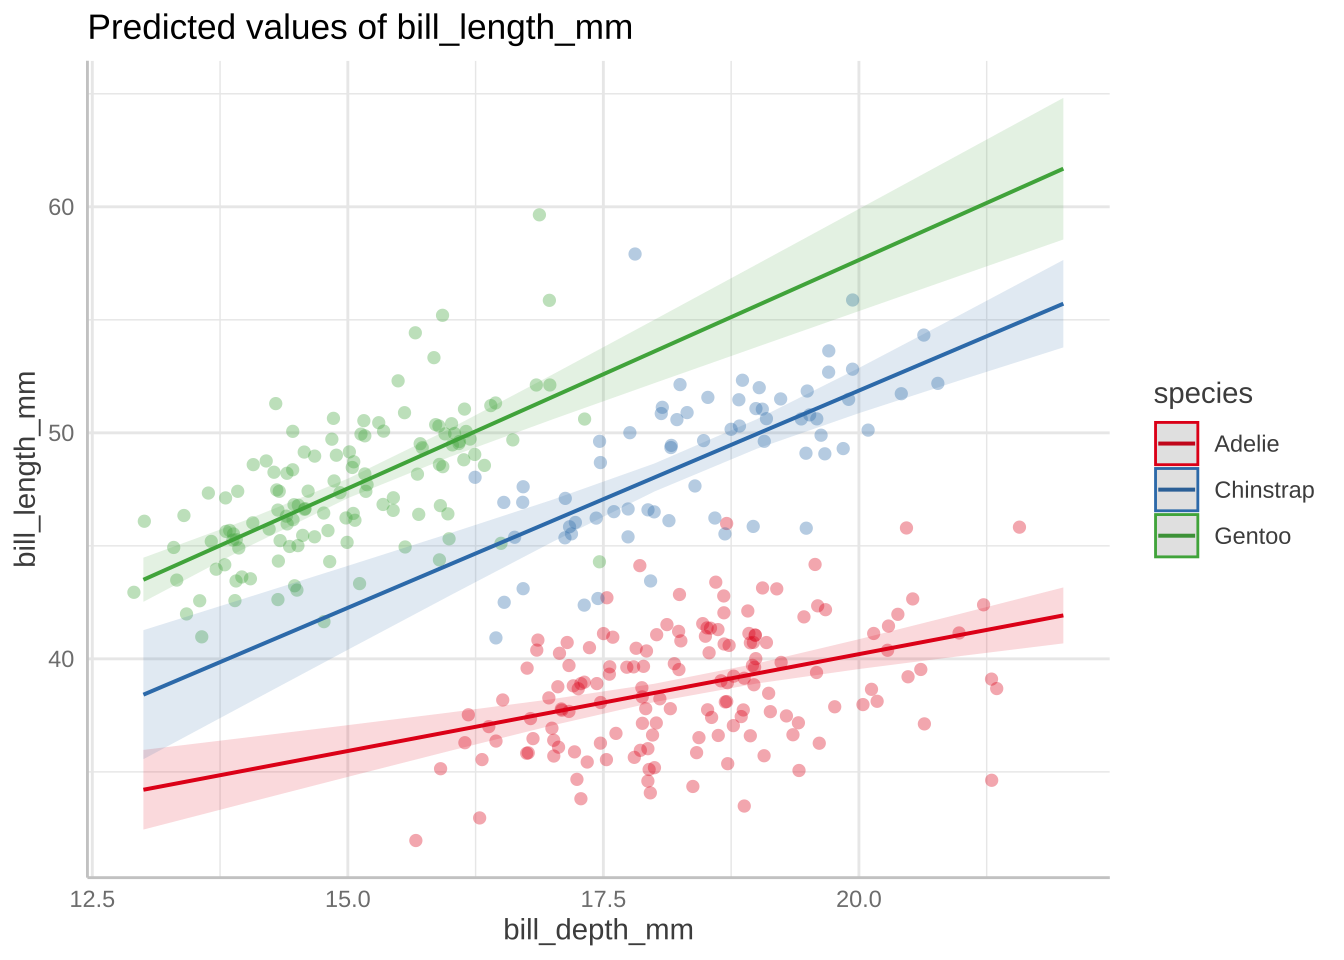 Predicted values of bill_length_mm
bill_length_mm
60
50
40
12.5
15.0
17.5
20.0
bill_depth_mm
species
Adelie
Chinstrap
Gentoo